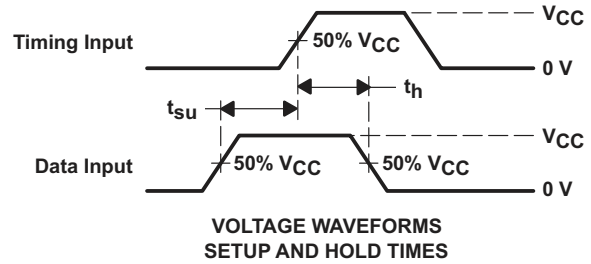 VCC
Timing Input
50% VCC
0 V
th
tsu
VCC
Data Input
50% VCC
50% VCC
0 V
VOLTAGE WAVEFORMS
SETUP AND HOLD TIMES